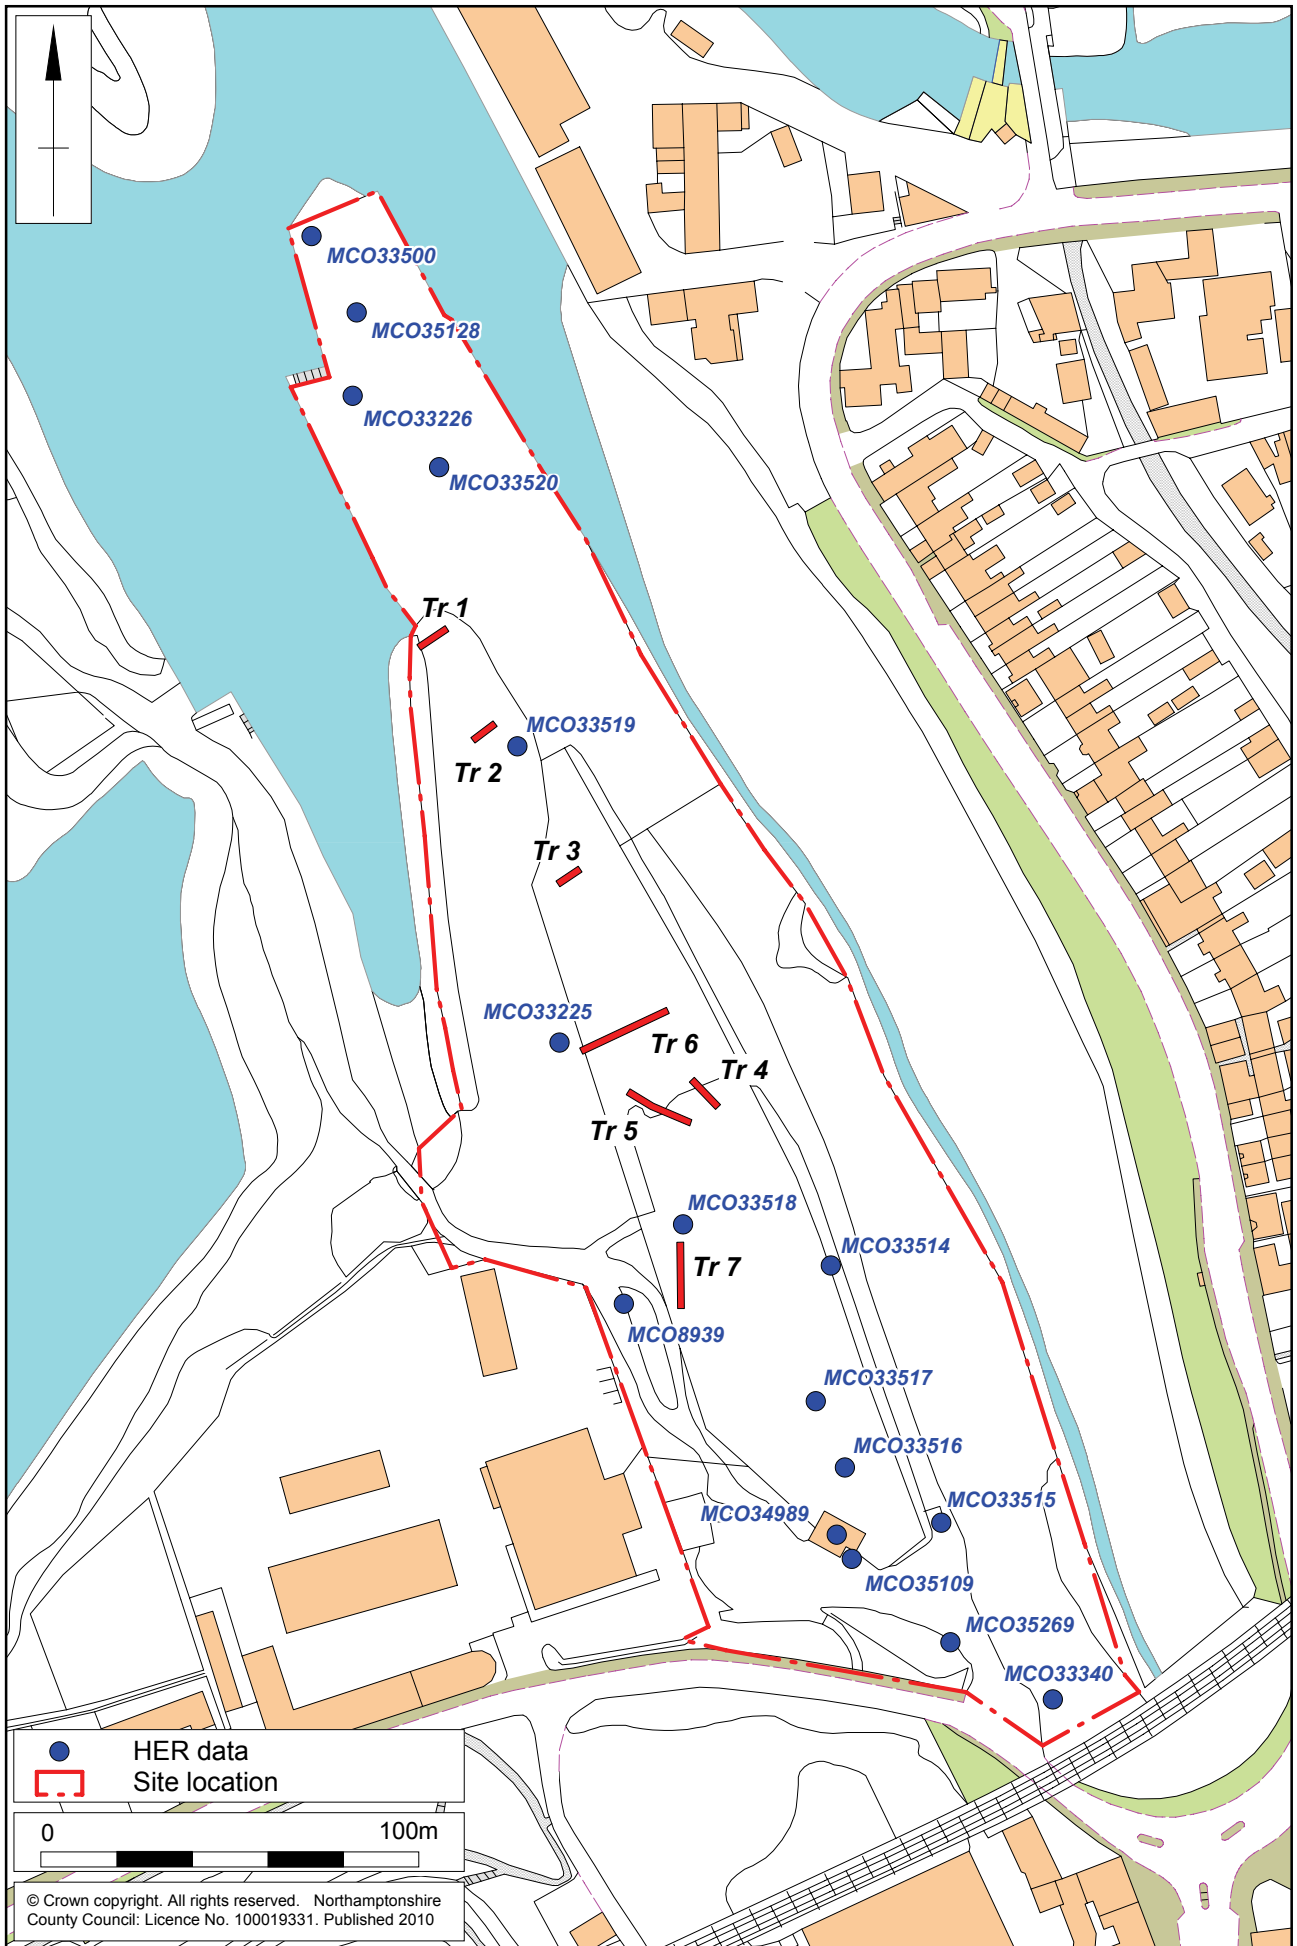 MCO33500
MCO35128
MCO33226
MCO33520
Tr 1
MCO33519
Tr 2
Tr 3
MCO33225
Tr 6
Tr 4
Tr 5
MCO33518
MCO33514
Tr 7
MCO8939
MCO33517
MCO33516
MCO33515
MCO34989
MCO35109
MCO35269
MCO33340
HER data
Site location
0 100m
© Crown copyright. All rights reserved. Northamptonshire
County Council: Licence No. 100019331. Published 2010